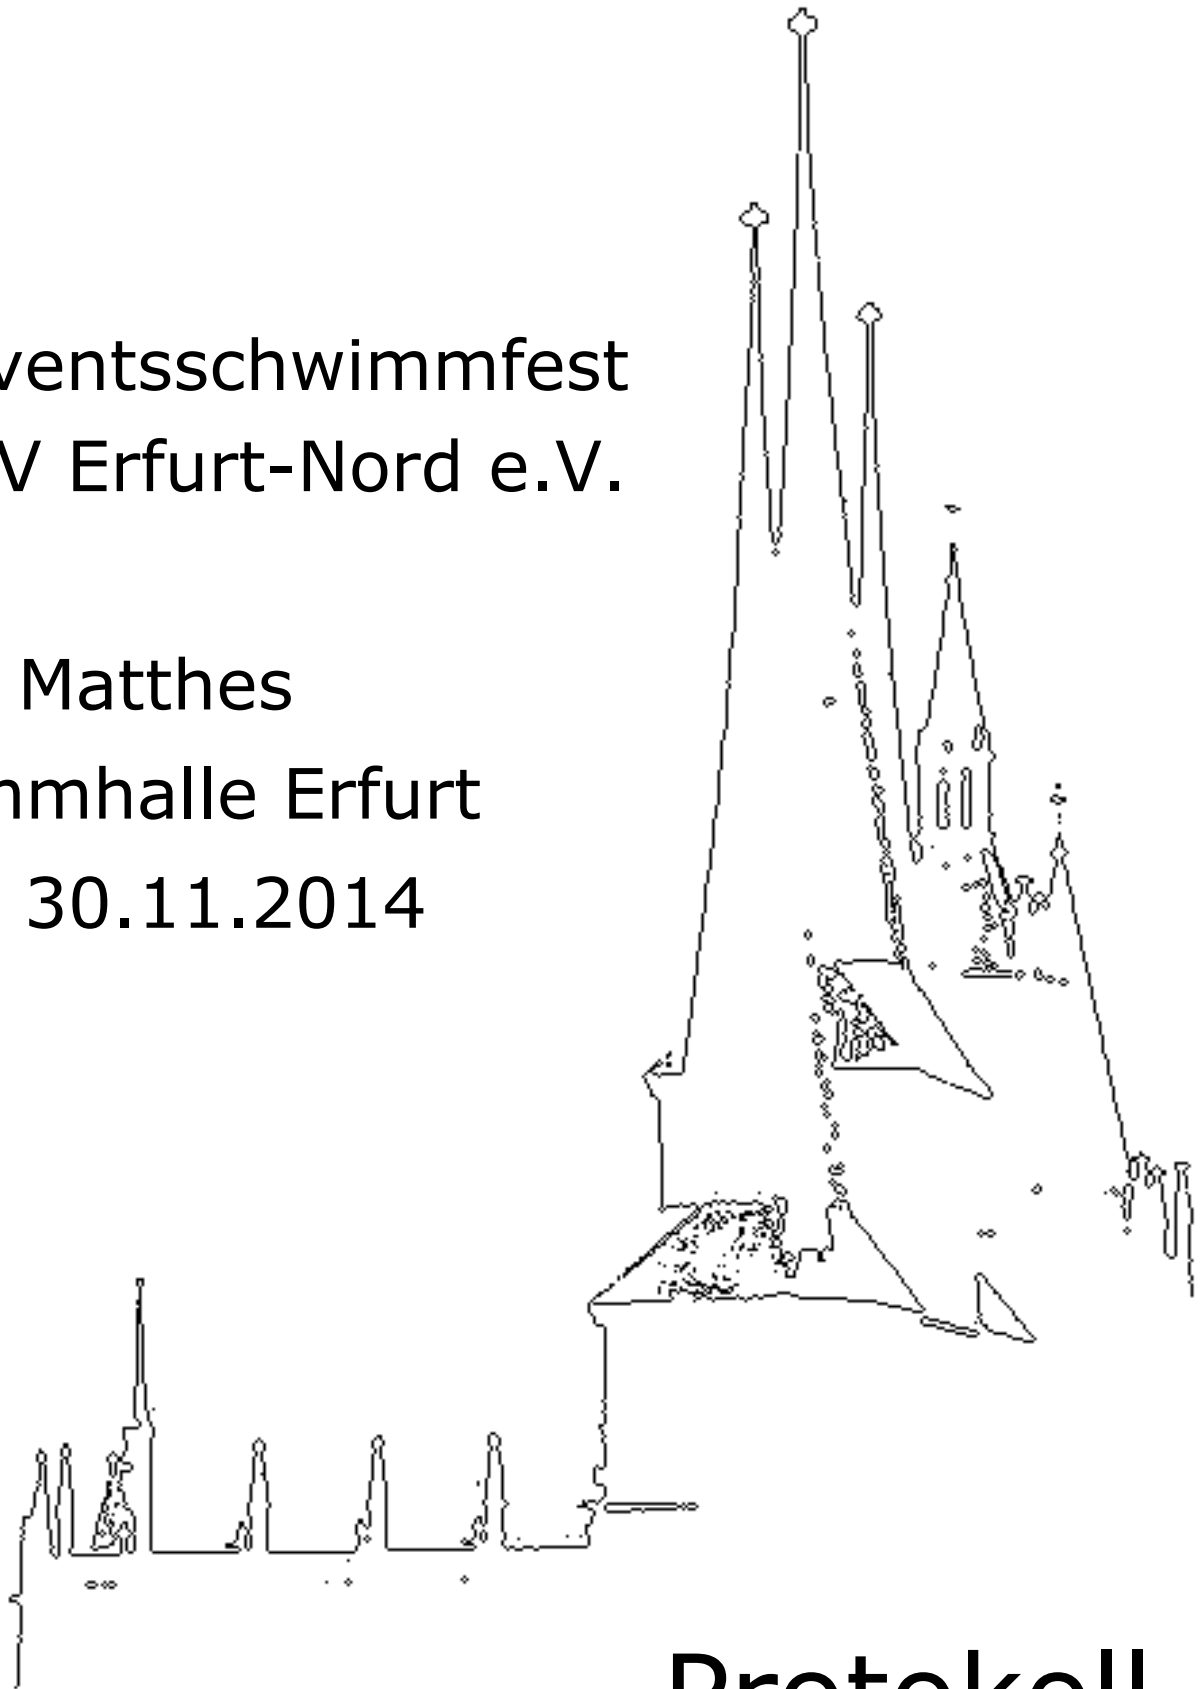 ventsschwimmfest
V Erfurt-Nord e.V.
Matthes
mmhalle Erfurt
30.11.2014
Protokoll